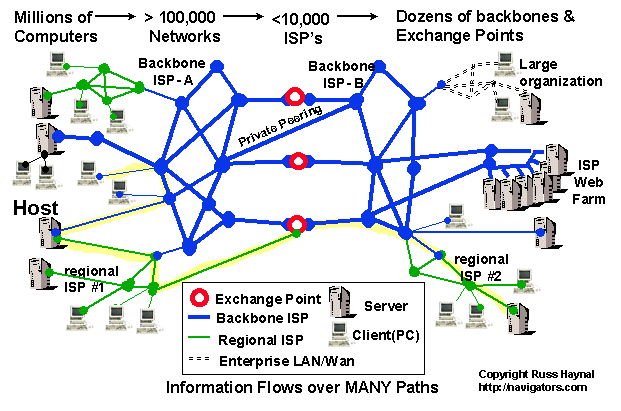 Millions of
Computers
> 100,000
Networks
<10,000
ISP's
Dozens of backbones &
Exchange Points
Backbone
ISP - A
Backbone
ISP - B
Large
organization
Private Peering
ISP
Web
Farm
Host
regional
ISP #1
regional
ISP #2
Exchange Point
Backbone ISP
Regional ISP
Enterprise LAN/Wan
Server
Client(PC)
Information Flows over MANY Paths
Copyright Russ Haynal
http://navigators.com